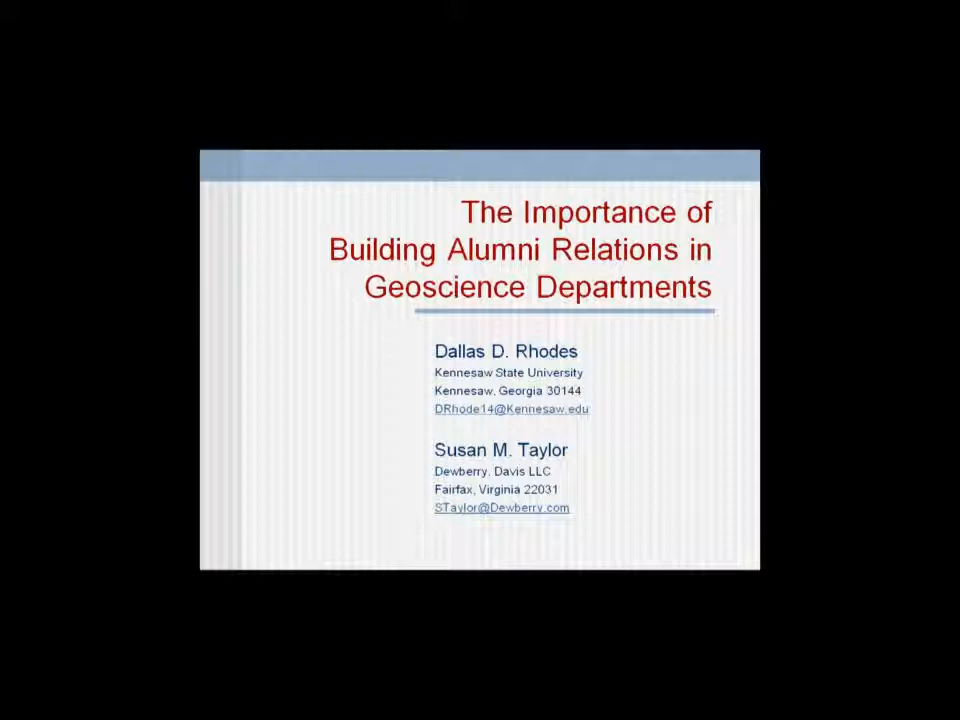 The Importance of
Building Alumni Relations in
Geoscience Departments
Dallas D. Rhodes
Kennesaw State University
Kennesaw, Georgia 30144
DRhode14@Kennesaw.edu
Susan M. Taylor
Dewberry, Davis LLC
Fairfax, Virginia 22031
STaylor@Dewberry.com